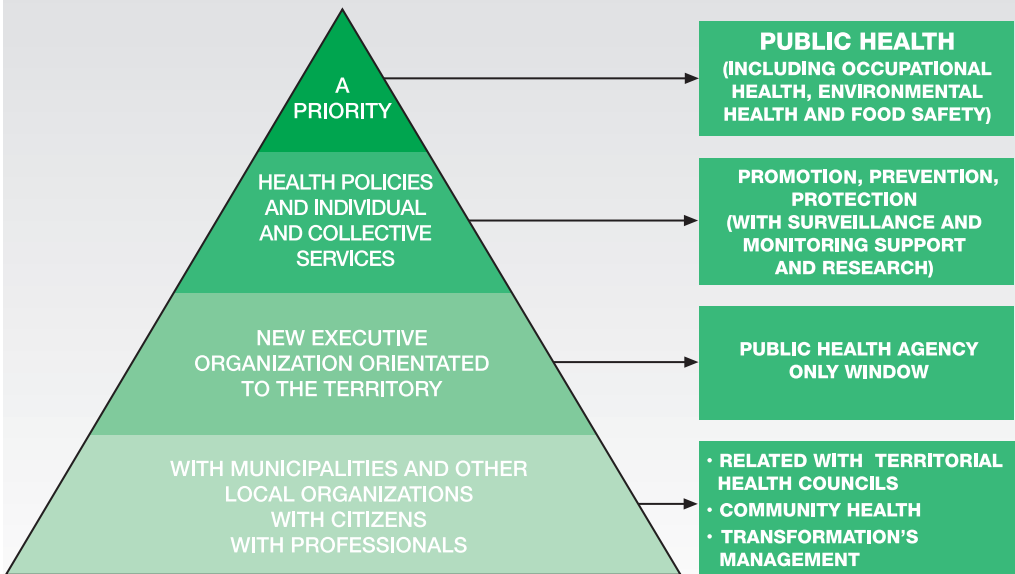 A
PRIORITY
PUBLIC HEALTH
(INCLUDING OCCUPATIONAL
HEALTH, ENVIRONMENTAL
HEALTH AND FOOD SAFETY)
HEALTH POLICIES
AND INDIVIDUAL
AND COLLECTIVE
SERVICES
PROMOTION, PREVENTION,
PROTECTION
(WITH SURVEILLANCE AND
MONITORING SUPPORT
AND RESEARCH)
NEW EXECUTIVE
ORGANIZATION ORIENTATED
TO THE TERRITORY
PUBLIC HEALTH AGENCY
ONLY WINDOW
WITH MUNICIPALITIES AND OTHER
LOCAL ORGANIZATIONS
WITH CITIZENS
WITH PROFESSIONALS
• RELATED WITH TERRITORIAL
HEALTH COUNCILS
• COMMUNITY HEALTH
• TRANSFORMATION'S
MANAGEMENT